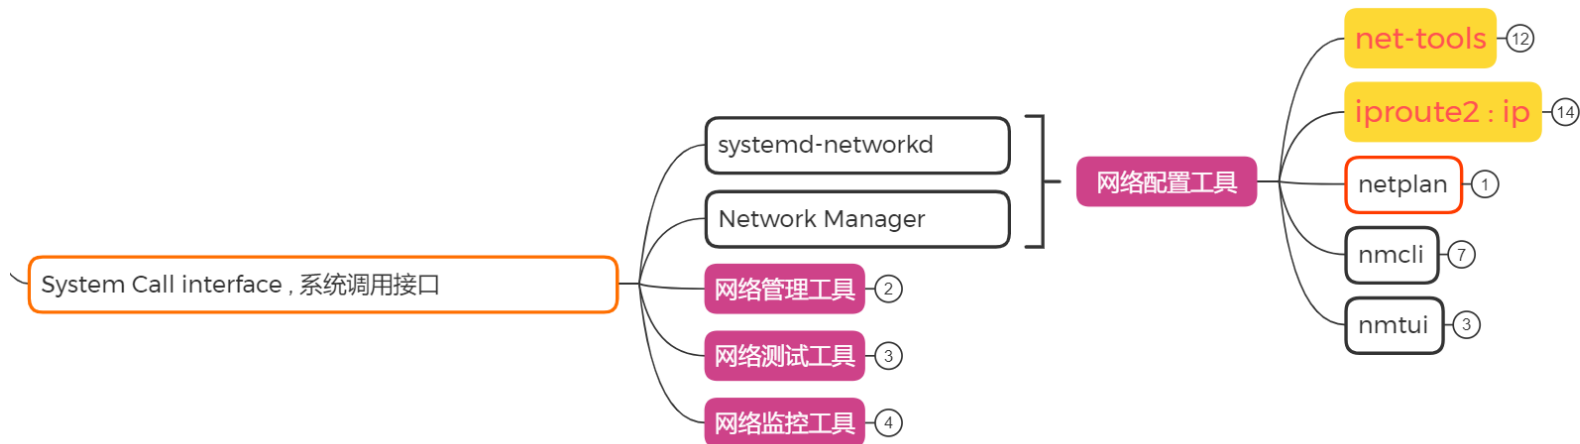 System Call interface , 系统调用接口
systemd-networkd
Network Manager
网络管理工具 2
网络测试工具 3
网络监控工具 4
网络配置工具
net-tools 12
iproute2 : ip 14
netplan 1
nmcli 7
nmtui 3